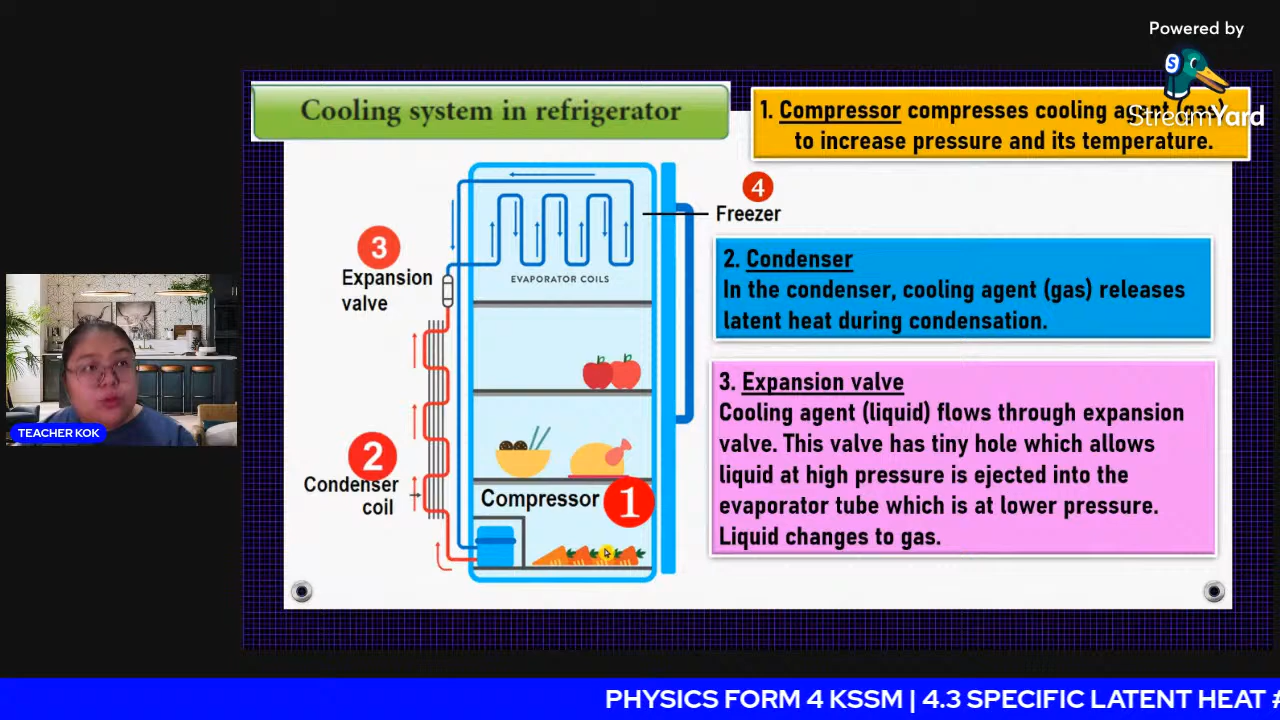 Powered by
StreamYard
Cooling system in refrigerator
1. Compressor compresses cooling agent (gas)
to increase pressure and its temperature.
4
Freezer
3
Expansion
valve
EVAPORATOR COILS
2. Condenser
In the condenser, cooling agent (gas) releases
latent heat during condensation.
3. Expansion valve
Cooling agent (liquid) flows through expansion
valve. This valve has tiny hole which allows
liquid at high pressure is ejected into the
evaporator tube which is at lower pressure.
Liquid changes to gas.
2
Condenser
coil
Compressor 1
TEACHER KOK
S
PHYSICS FORM 4 KSSM | 4.3 SPECIFIC LATENT HEAT #